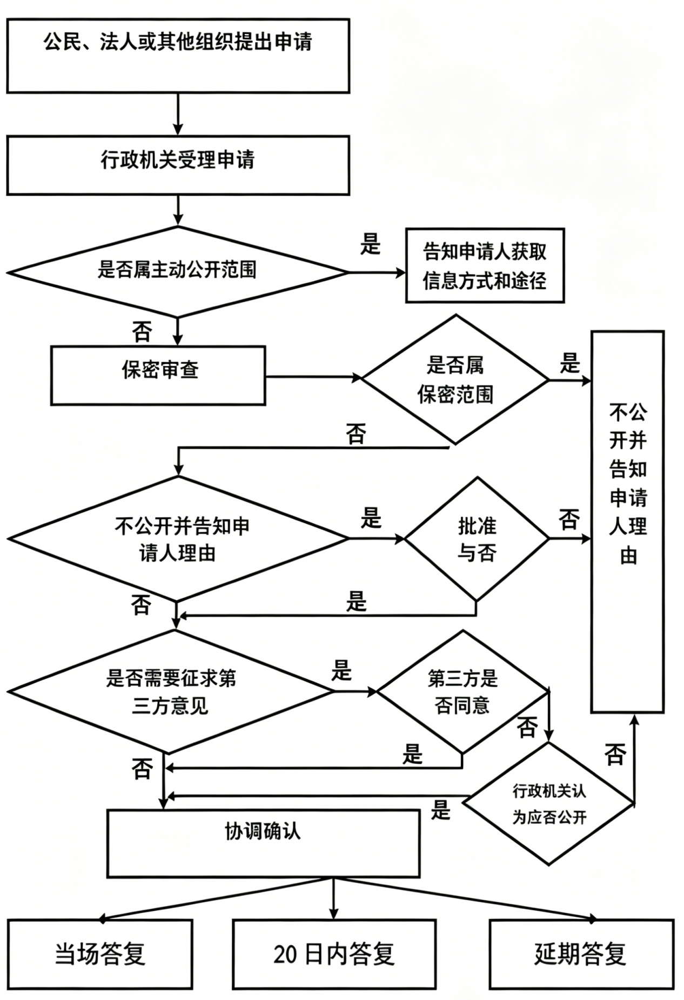 公民、法人或其他组织提出申请
行政机关受理申请
是否属主动公开范围
是
告知申请人获取
信息方式和途径
否
保密审查
是否属
保密范围
是
不公
开并
告知
申请
人理
由
否
不公开并告知申
请人理由
是
批准
与否
否
否
是
是否需要征求第
三方意见
是
第三方是
否同意
否
否
是
否
行政机关认
为应否公开
是
协调确认
当场答复
20 日内答复
延期答复